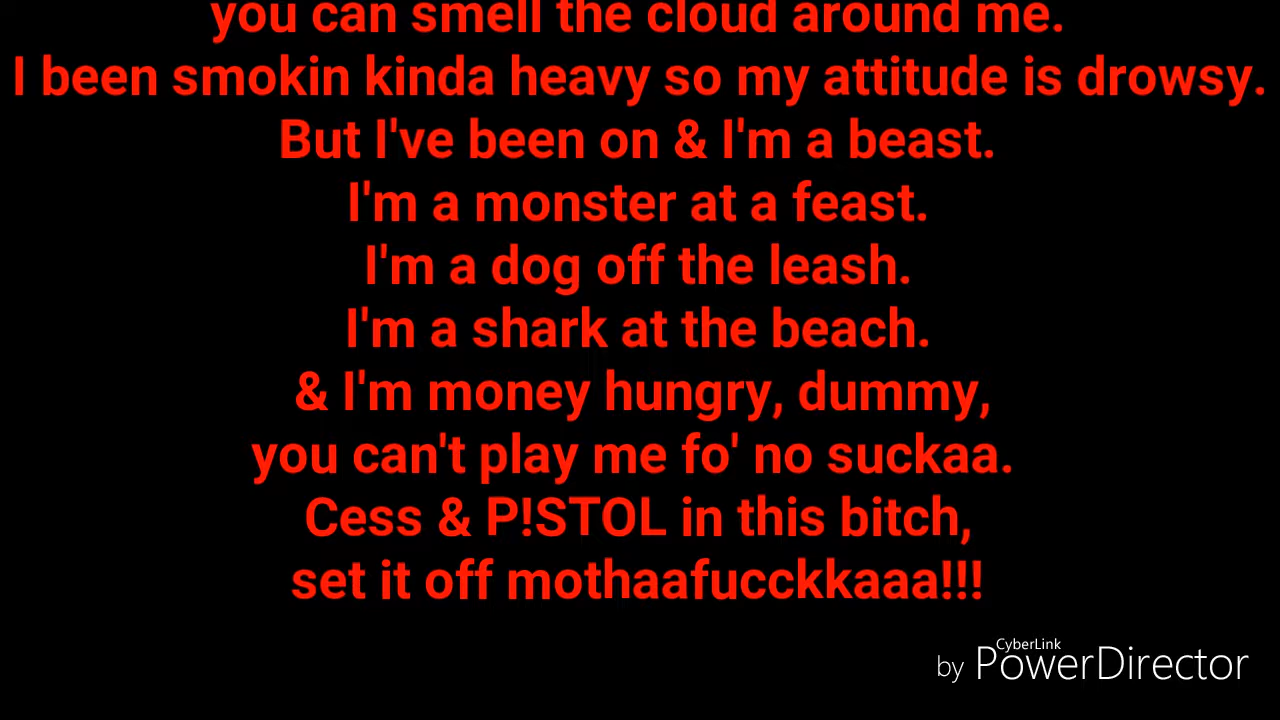 you can smell the cloud around me.
I been smokin kinda heavy so my attitude is drowsy.
But I've been on & I'm a beast.
I'm a monster at a feast.
I'm a dog off the leash.
I'm a shark at the beach.
& I'm money hungry, dummy,
you can't play me fo' no suckaa.
Cess & P!STOL in this bitch,
set it off mothaafucckkaaa!!!
CyberLink
by PowerDirector